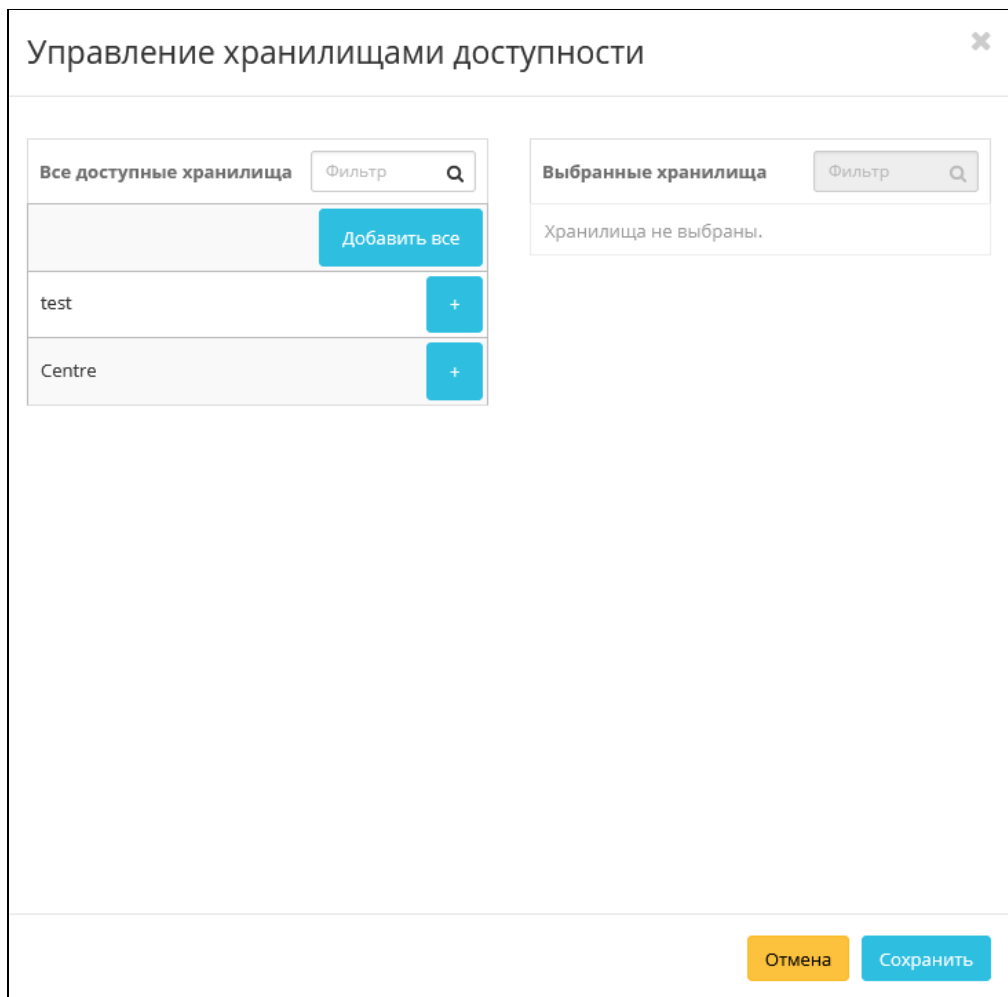 Управление хранилищами доступности
Все доступные хранилища
Фильтр
Добавить все
test
+
Centre
+
Выбранные хранилища
Фильтр
Хранилища не выбраны.
Отмена
Сохранить